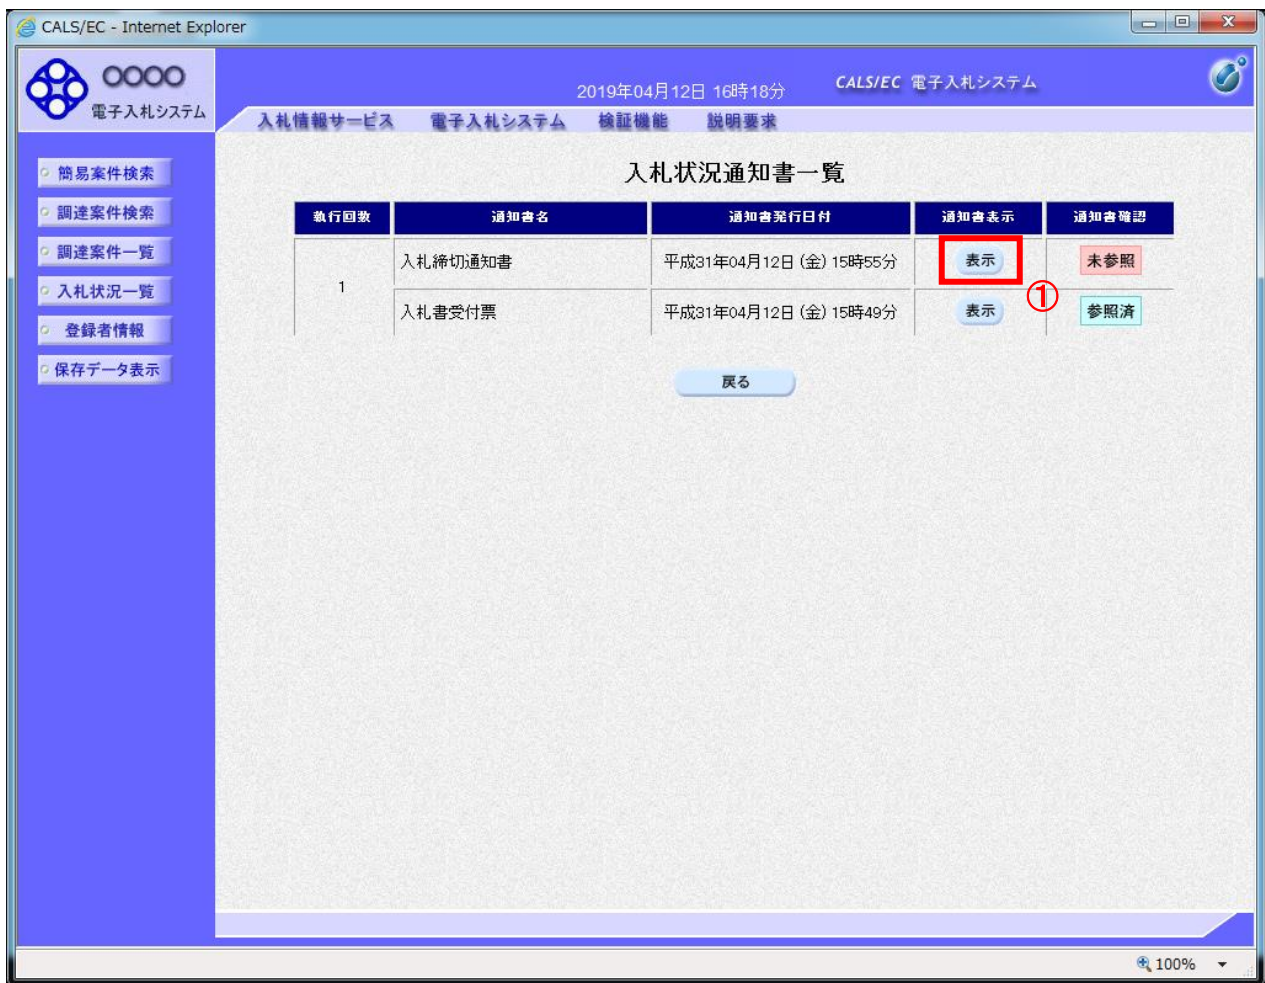 CALS/EC - Internet Explorer
〇〇〇〇
電子入札システム
2019年04月12日 16時18分
CALS/EC 電子入札システム
入札情報サービス 電子入札システム 検証機能 説明要求
簡易案件検索
調達案件検索
調達案件一覧
入札状況一覧
登録者情報
保存データ表示
入札状況通知書一覧
執行回数 通知書名 通知書発行日付 通知書表示 通知書確認
1
入札締切通知書 平成31年04月12日 (金) 15時55分 表示 未参照
①
入札書受付票 平成31年04月12日 (金) 15時49分 表示 参照済
戻る
100%